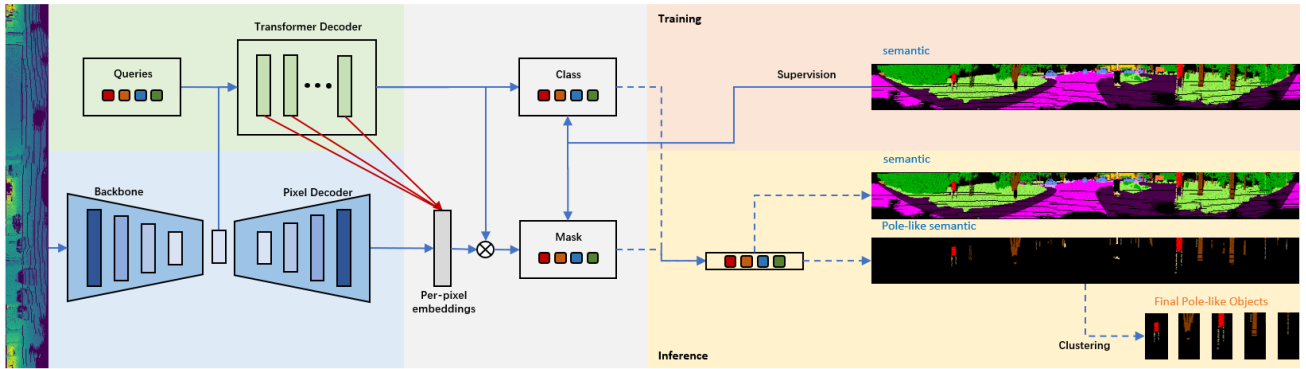 Transformer Decoder
Training
Queries
Class
semantic
Supervision
semantic
Backbone
Pixel Decoder
Mask
Pole-like semantic
Per-pixel
embeddings
Final Pole-like Objects
Clustering
Inference